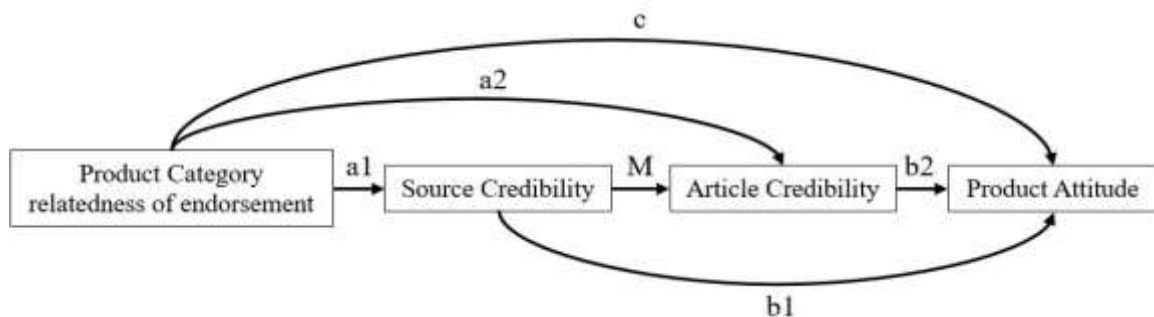 c
a2
Product Category
relatedness of endorsement
a1
Source Credibility
M
Article Credibility
b2
Product Attitude
b1